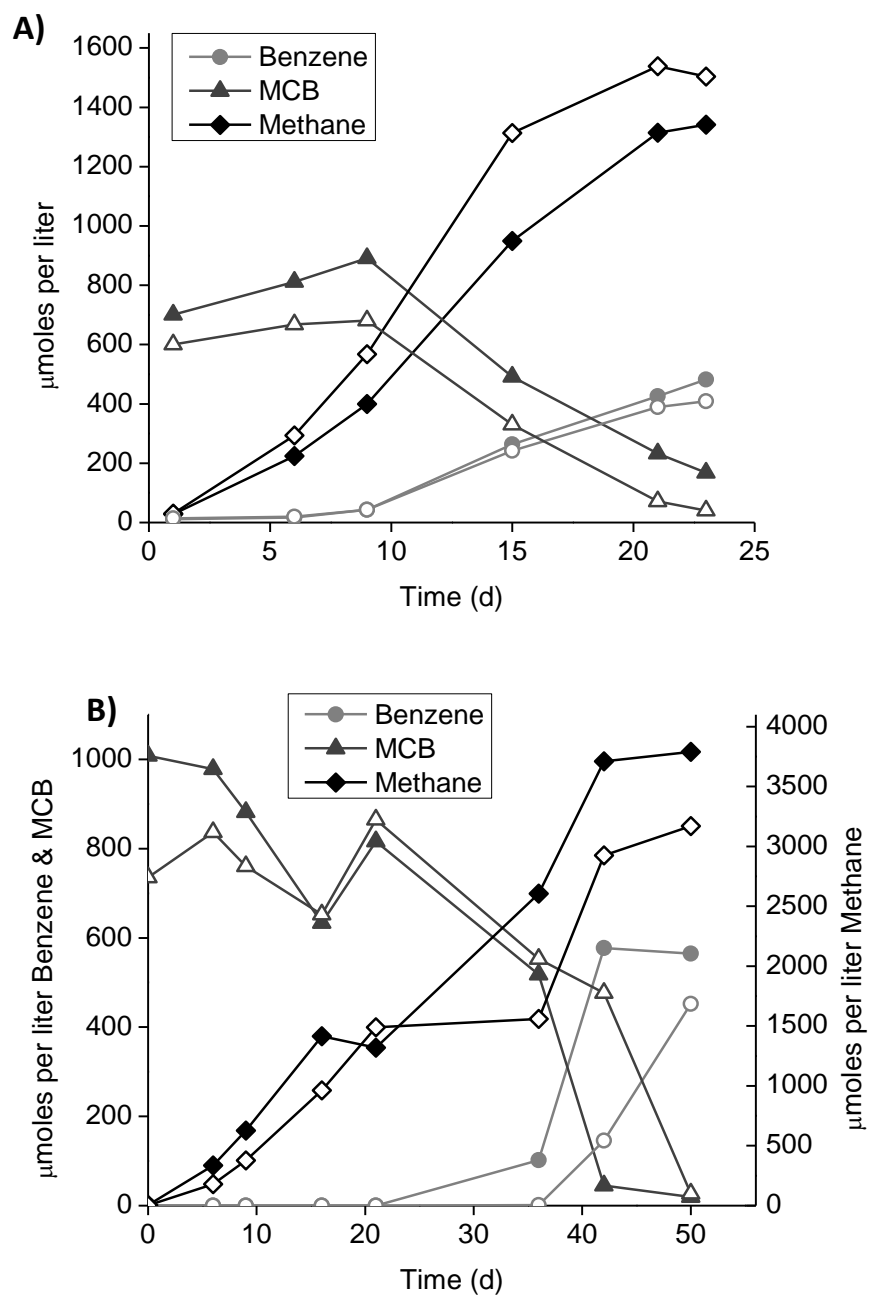 A)
Benzene
MCB
Methane
1600
1400
1200
1000
800
600
400
200
0
μmoles per liter
0 5 10 15 20 25
Time (d)
B)
Benzene
MCB
Methane
1000
800
600
400
200
0
μmoles per liter Benzene & MCB
4000
3500
3000
2500
2000
1500
1000
500
0
μmoles per liter Methane
0 10 20 30 40 50
Time (d)